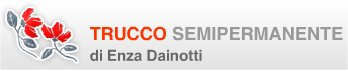 TRUCCO SEMIPERMANENTE
di Enza Dainotti